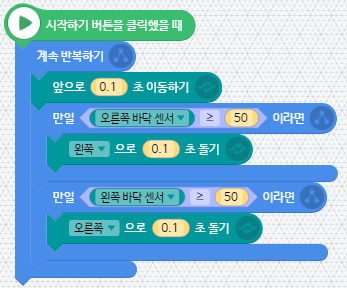 시작하기 버튼을 클릭했을 때
계속 반복하기
앞으로 0.1 초 이동하기
만일 오른쪽 바닥 센서 ≥ 50 이라면
왼쪽 으로 0.1 초 돌기
만일 왼쪽 바닥 센서 ≥ 50 이라면
오른쪽 으로 0.1 초 돌기